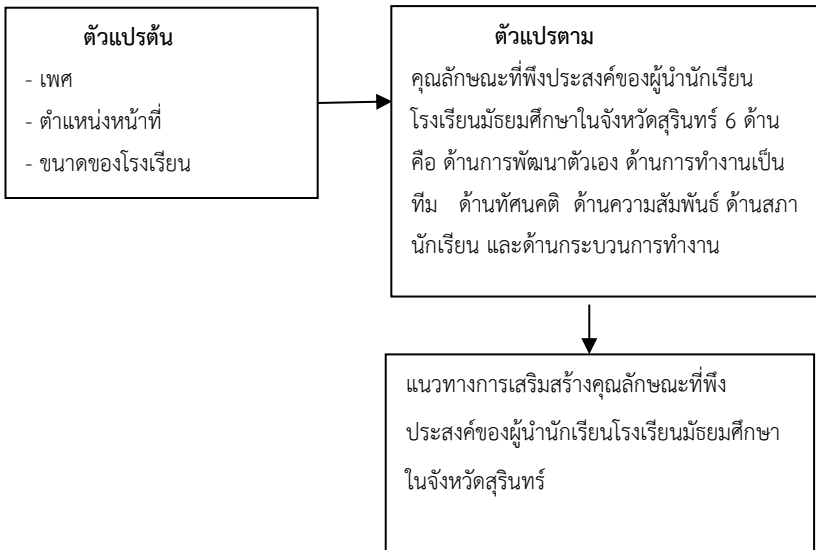 ตัวแปรต้น
- เพศ
- ตำแหน่งหน้าที่
- ขนาดของโรงเรียน
ตัวแปรตาม
คุณลักษณะที่พึงประสงค์ของผู้นำนักเรียน
โรงเรียนมัธยมศึกษาในจังหวัดสุรินทร์ 6 ด้าน
คือ ด้านการพัฒนาตัวเอง ด้านการทำงานเป็น
ทีม ด้านทัศนคติ ด้านความสัมพันธ์ ด้านสภา
นักเรียน และด้านกระบวนการทำงาน
แนวทางการเสริมสร้างคุณลักษณะที่พึง
ประสงค์ของผู้นำนักเรียนโรงเรียนมัธยมศึกษา
ในจังหวัดสุรินทร์